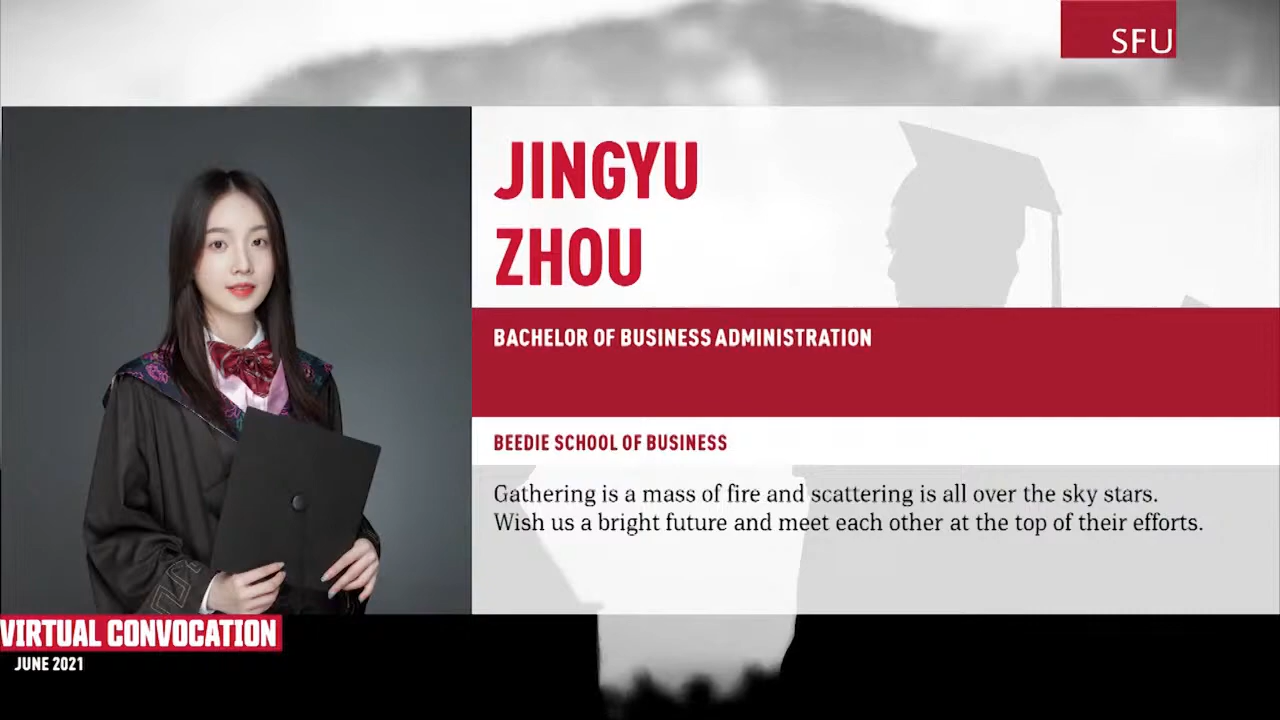 SFU
JINGYU
ZHOU
BACHELOR OF BUSINESS ADMINISTRATION
BEEDIE SCHOOL OF BUSINESS
Gathering is a mass of fire and scattering is all over the sky stars.
Wish us a bright future and meet each other at the top of their efforts.
VIRTUAL CONVOCATION
JUNE 2021